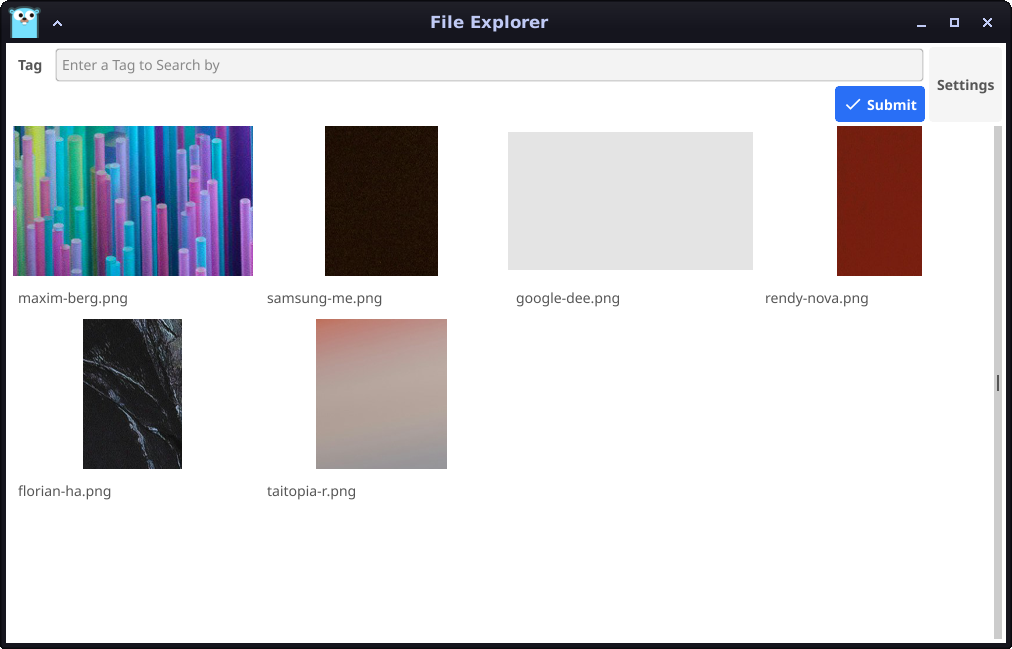 File Explorer
Tag
Enter a Tag to Search by
Settings
Submit
maxim-berg.png
samsung-me.png
google-dee.png
rendy-nova.png
florian-ha.png
taitopia-r.png